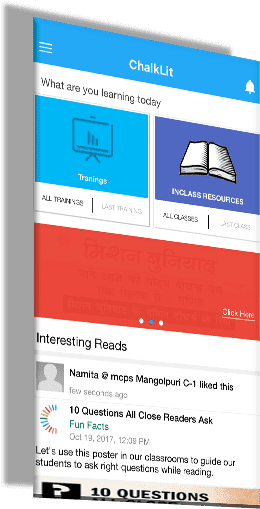 ChalkLit
What are you learning today
Tranings
INCLASS RESOURCES
ALL TRAININGS
LAST TRAINING
ALL CLASSES
LAST CLASS
मिशन बुनियाद
Click Here
Interesting Reads
Namita @ mcps Mangolpuri C-1 liked this
few seconds ago
10 Questions All Close Readers Ask
Fun Facts
Oct 19, 2017, 12:09 PM
Let's use this poster in our classrooms to guide our
students to ask right questions while reading.
?
10 QUESTIONS